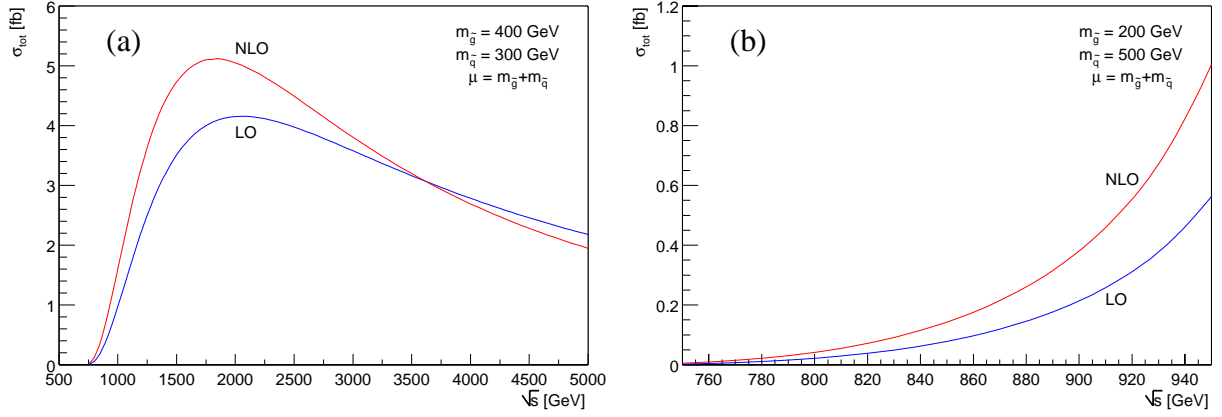 σtot [fb]
(a)
m_g̃ = 400 GeV
m_q̃ = 300 GeV
μ = m_g̃+m_q̃
NLO
LO
6
5
4
3
2
1
0
500 1000 1500 2000 2500 3000 3500 4000 4500 5000
√s [GeV]
σtot [fb]
(b)
m_g̃ = 200 GeV
m_q̃ = 500 GeV
μ = m_g̃+m_q̃
NLO
LO
1.2
1
0.8
0.6
0.4
0.2
0
760 780 800 820 840 860 880 900 920 940
√s [GeV]